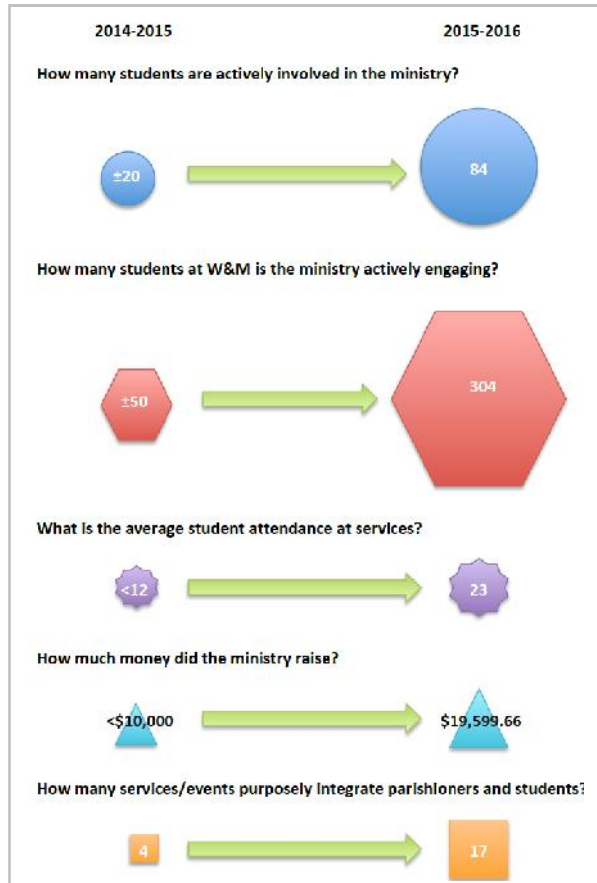 2014-2015 2015-2016
How many students are actively involved in the ministry?
±20 84
How many students at W&M is the ministry actively engaging?
±50 304
What is the average student attendance at services?
<12 23
How much money did the ministry raise?
<$10,000 $19,599.66
How many services/events purposely integrate parishioners and students?
4 17